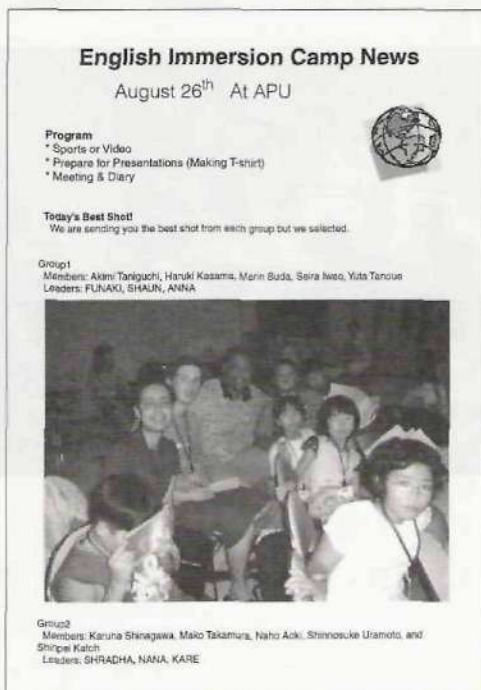 English Immersion Camp News
August 26th At APU
Program
* Sports or Video
* Prepare for Presentations (Making T-shirt)
* Meeting & Diary
Today's Best Shot!
We are sending you the best shot from each group but we selected.
Group1
Members: Akimi Taniguchi, Haruki Kasama, Marin Suda, Seira Iwao, Yuta Tanoue
Leaders: FUNAKI, SHAUN, ANNA
Group2
Members: Karuna Shinagawa, Mako Takamura, Naho Aoki, Shinnosuke Uramoto, and
Shinpei Katoh
Leaders: SHRADHA, NANA, KARE